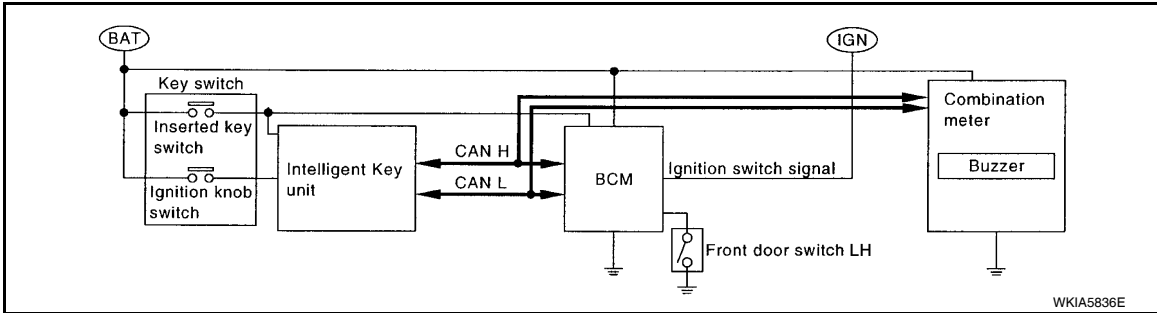 BAT
IGN
Key switch
Inserted key
switch
Ignition knob
switch
Intelligent Key
unit
CAN H
CAN L
BCM
Ignition switch signal
Front door switch LH
Combination
meter
Buzzer
WKIA5836E